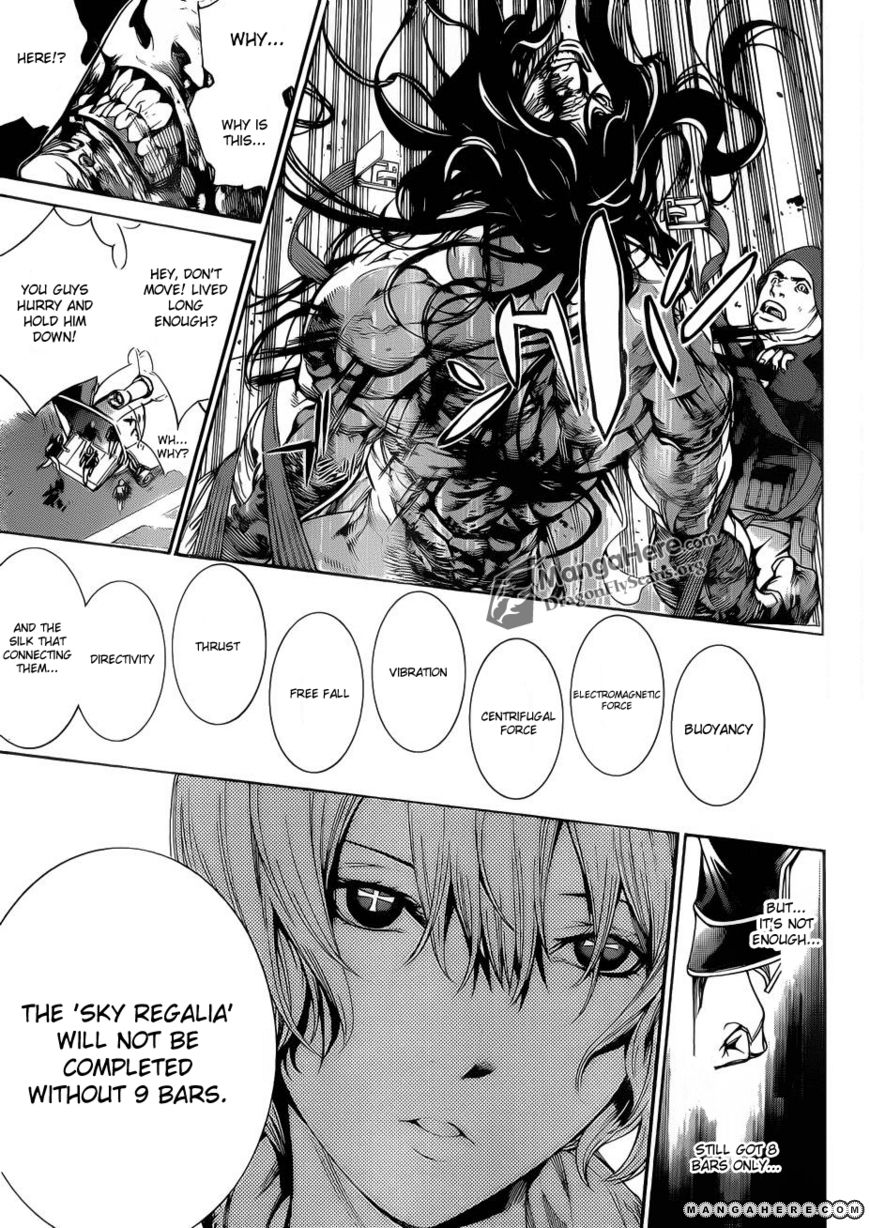 WHY...
WHY IS
THIS...
HERE!?
HEY, DON'T
MOVE! LIVED
LONG
ENOUGH?
YOU GUYS
HURRY AND
HOLD HIM
DOWN!
WH...
WHY?
MangaHere.com
DragonFlyScans.org
BUOYANCY
ELECTROMAGNETIC
FORCE
CENTRIFUGAL
FORCE
VIBRATION
FREE FALL
THRUST
DIRECTIVITY
AND THE
SILK THAT
CONNECTING
THEM...
BUT...
IT'S NOT
ENOUGH...
STILL GOT 8
BARS ONLY...
THE 'SKY REGALIA'
WILL NOT BE
COMPLETED
WITHOUT 9 BARS.
MANGAHERE.COM